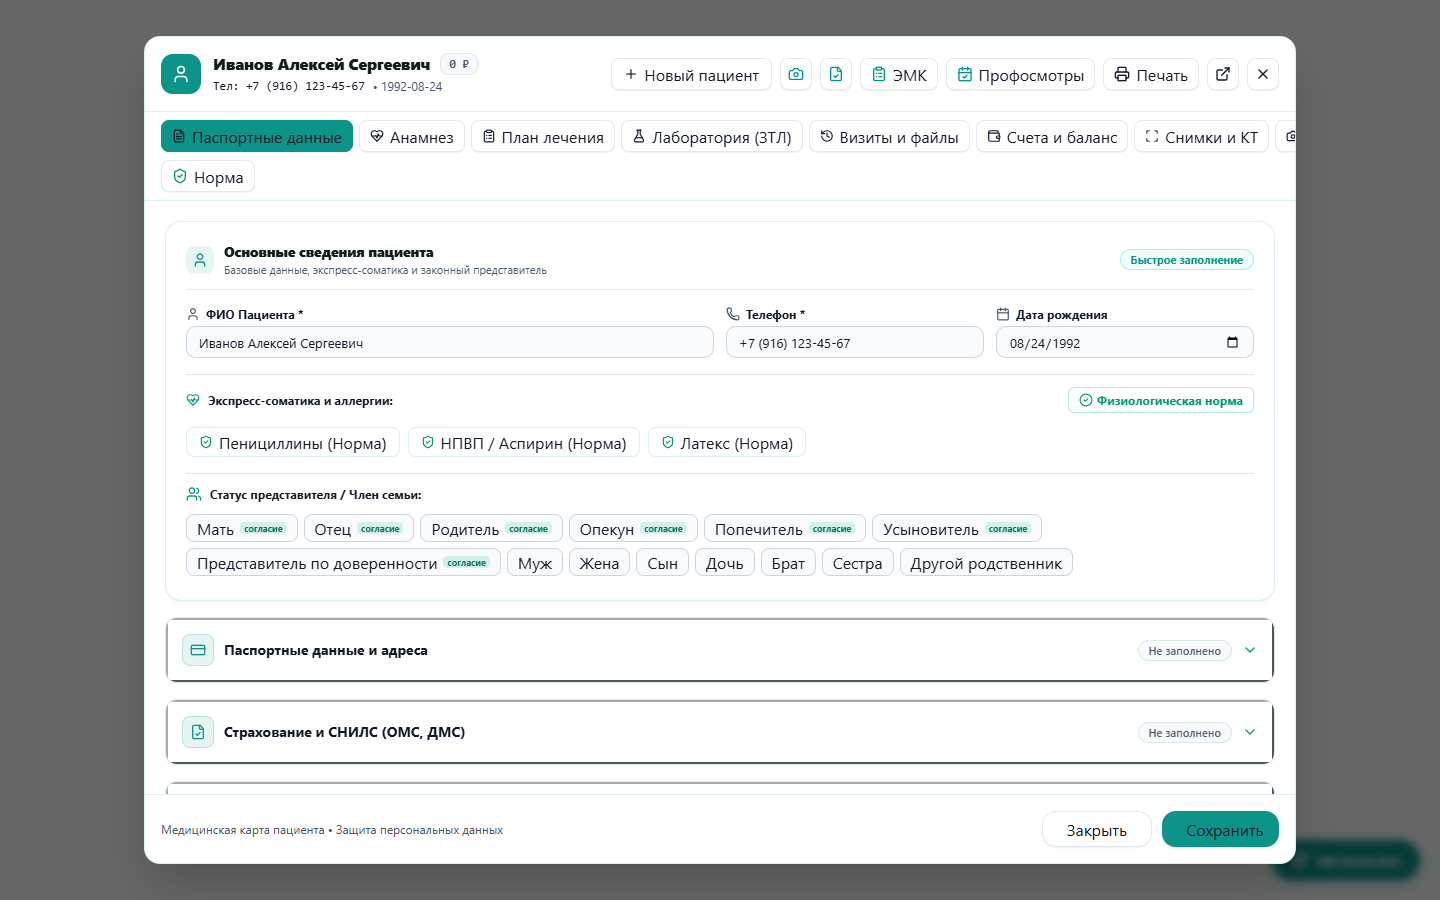 Иванов Алексей Сергеевич 0 ₽
Тел: +7 (916) 123-45-67 • 1992-08-24
Новый пациент
ЭМК
Профосмотры
Печать
Паспортные данные
Анамнез
План лечения
Лаборатория (ЗТЛ)
Визиты и файлы
Счета и баланс
Снимки и КТ
Норма
Основные сведения пациента
Базовые данные, экспресс-соматика и законный представитель
Быстрое заполнение
ФИО Пациента *
Телефон *
Дата рождения
Иванов Алексей Сергеевич
+7 (916) 123-45-67
08/24/1992
Экспресс-соматика и аллергии:
Физиологическая норма
Пенициллины (Норма)
НПВП / Аспирин (Норма)
Латекс (Норма)
Статус представителя / Член семьи:
Мать согласие
Отец согласие
Родитель согласие
Опекун согласие
Попечитель согласие
Усыновитель согласие
Представитель по доверенности согласие
Муж
Жена
Сын
Дочь
Брат
Сестра
Другой родственник
Паспортные данные и адреса
Не заполнено
Страхование и СНИЛС (ОМС, ДМС)
Не заполнено
Медицинская карта пациента • Защита персональных данных
Закрыть
Сохранить